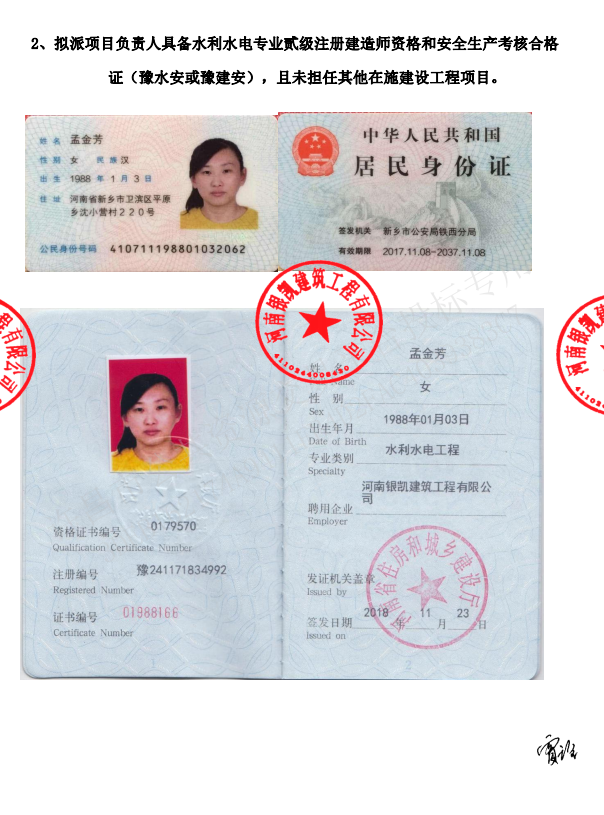 2、拟派项目负责人具备水利水电专业贰级注册建造师资格和安全生产考核合格
证（豫水安或豫建安），且未担任其他在施建设工程项目。
姓名 孟金芳
性别 女 民族 汉
出生 1988 年 1 月 3 日
住址 河南省新乡市卫滨区平原
乡沈小营村220号
公民身份号码 410711198801032062
中华人民共和国
居民身份证
签发机关 新乡市公安局铁西分局
有效期限 2017.11.08-2037.11.08
河南银凯建筑工程有限公司
资格证书编号 0179570
Qualification Certificate Number
注册编号 豫241171834992
Registered Number
证书编号 01988166
Certificate Number
姓名 孟金芳
Name
性别 女
Sex
出生年月 1988年01月03日
Date of Birth
专业类别 水利水电工程
Specialty
聘用企业 河南银凯建筑工程有限公
司
Employer
发证机关盖章
Issued by
河南省住房和城乡建设厅
签发日期 2018 年 11 月 23 日
Issued on
1
2